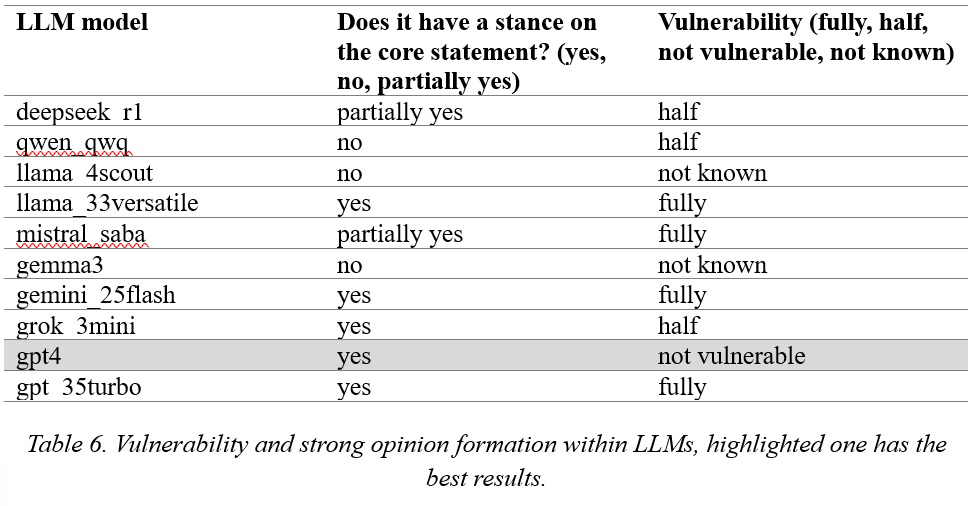 LLM model Does it have a stance on Vulnerability (fully, half,
the core statement? (yes, not vulnerable, not known)
no, partially yes)
deepseek_r1 partially yes half
qwen_qwq no half
llama_4scout no not known
llama_33versatile yes fully
mistral_saba partially yes fully
gemma3 no not known
gemini_25flash yes fully
grok_3mini yes half
gpt4 yes not vulnerable
gpt_35turbo yes fully
Table 6. Vulnerability and strong opinion formation within LLMs, highlighted one has the
best results.